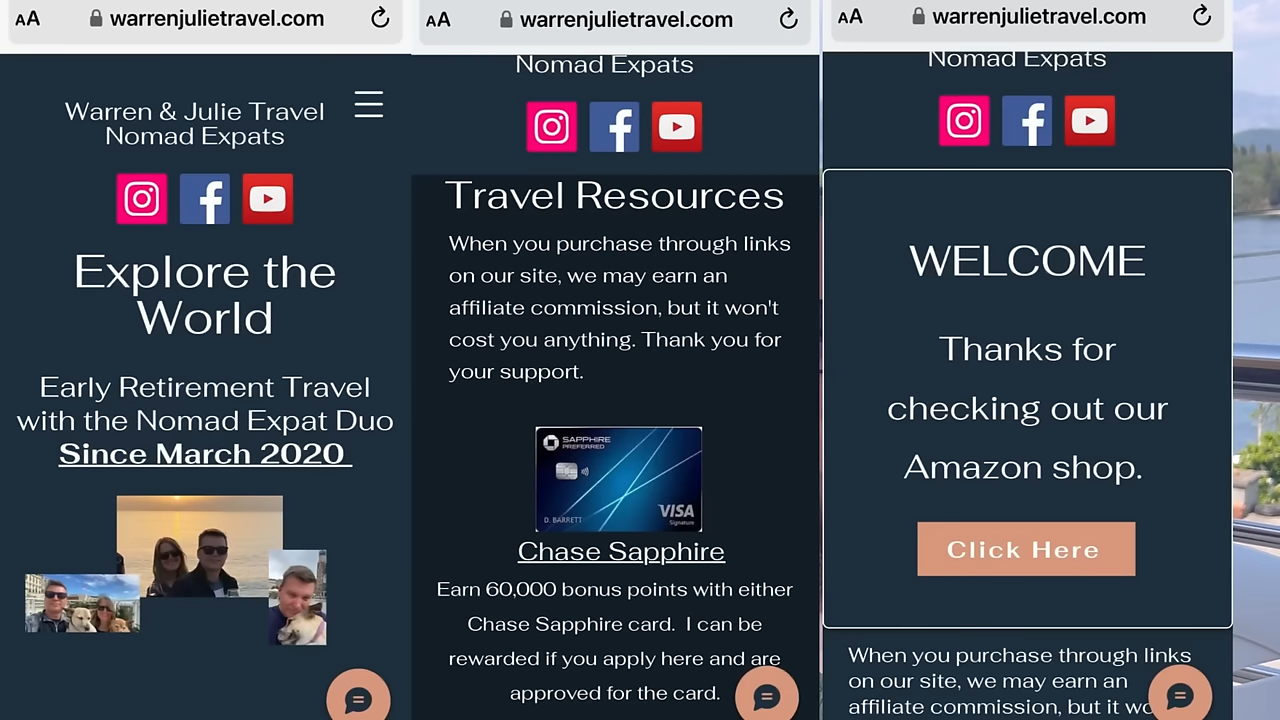 AA warrenjulietravel.com
Warren & Julie Travel
Nomad Expats
Explore the
World
Early Retirement Travel
with the Nomad Expat Duo
Since March 2020
AA warrenjulietravel.com
Nomad Expats
Travel Resources
When you purchase through links
on our site, we may earn an
affiliate commission, but it won't
cost you anything. Thank you for
your support.
SAPPHIRE
PREFERRED
D. BARRETT
VISA
Signature
Chase Sapphire
Earn 60,000 bonus points with either
Chase Sapphire card. I can be
rewarded if you apply here and are
approved for the card.
AA warrenjulietravel.com
Nomad Expats
WELCOME
Thanks for
checking out our
Amazon shop.
Click Here
When you purchase through links
on our site, we may earn an
affiliate commission, but it